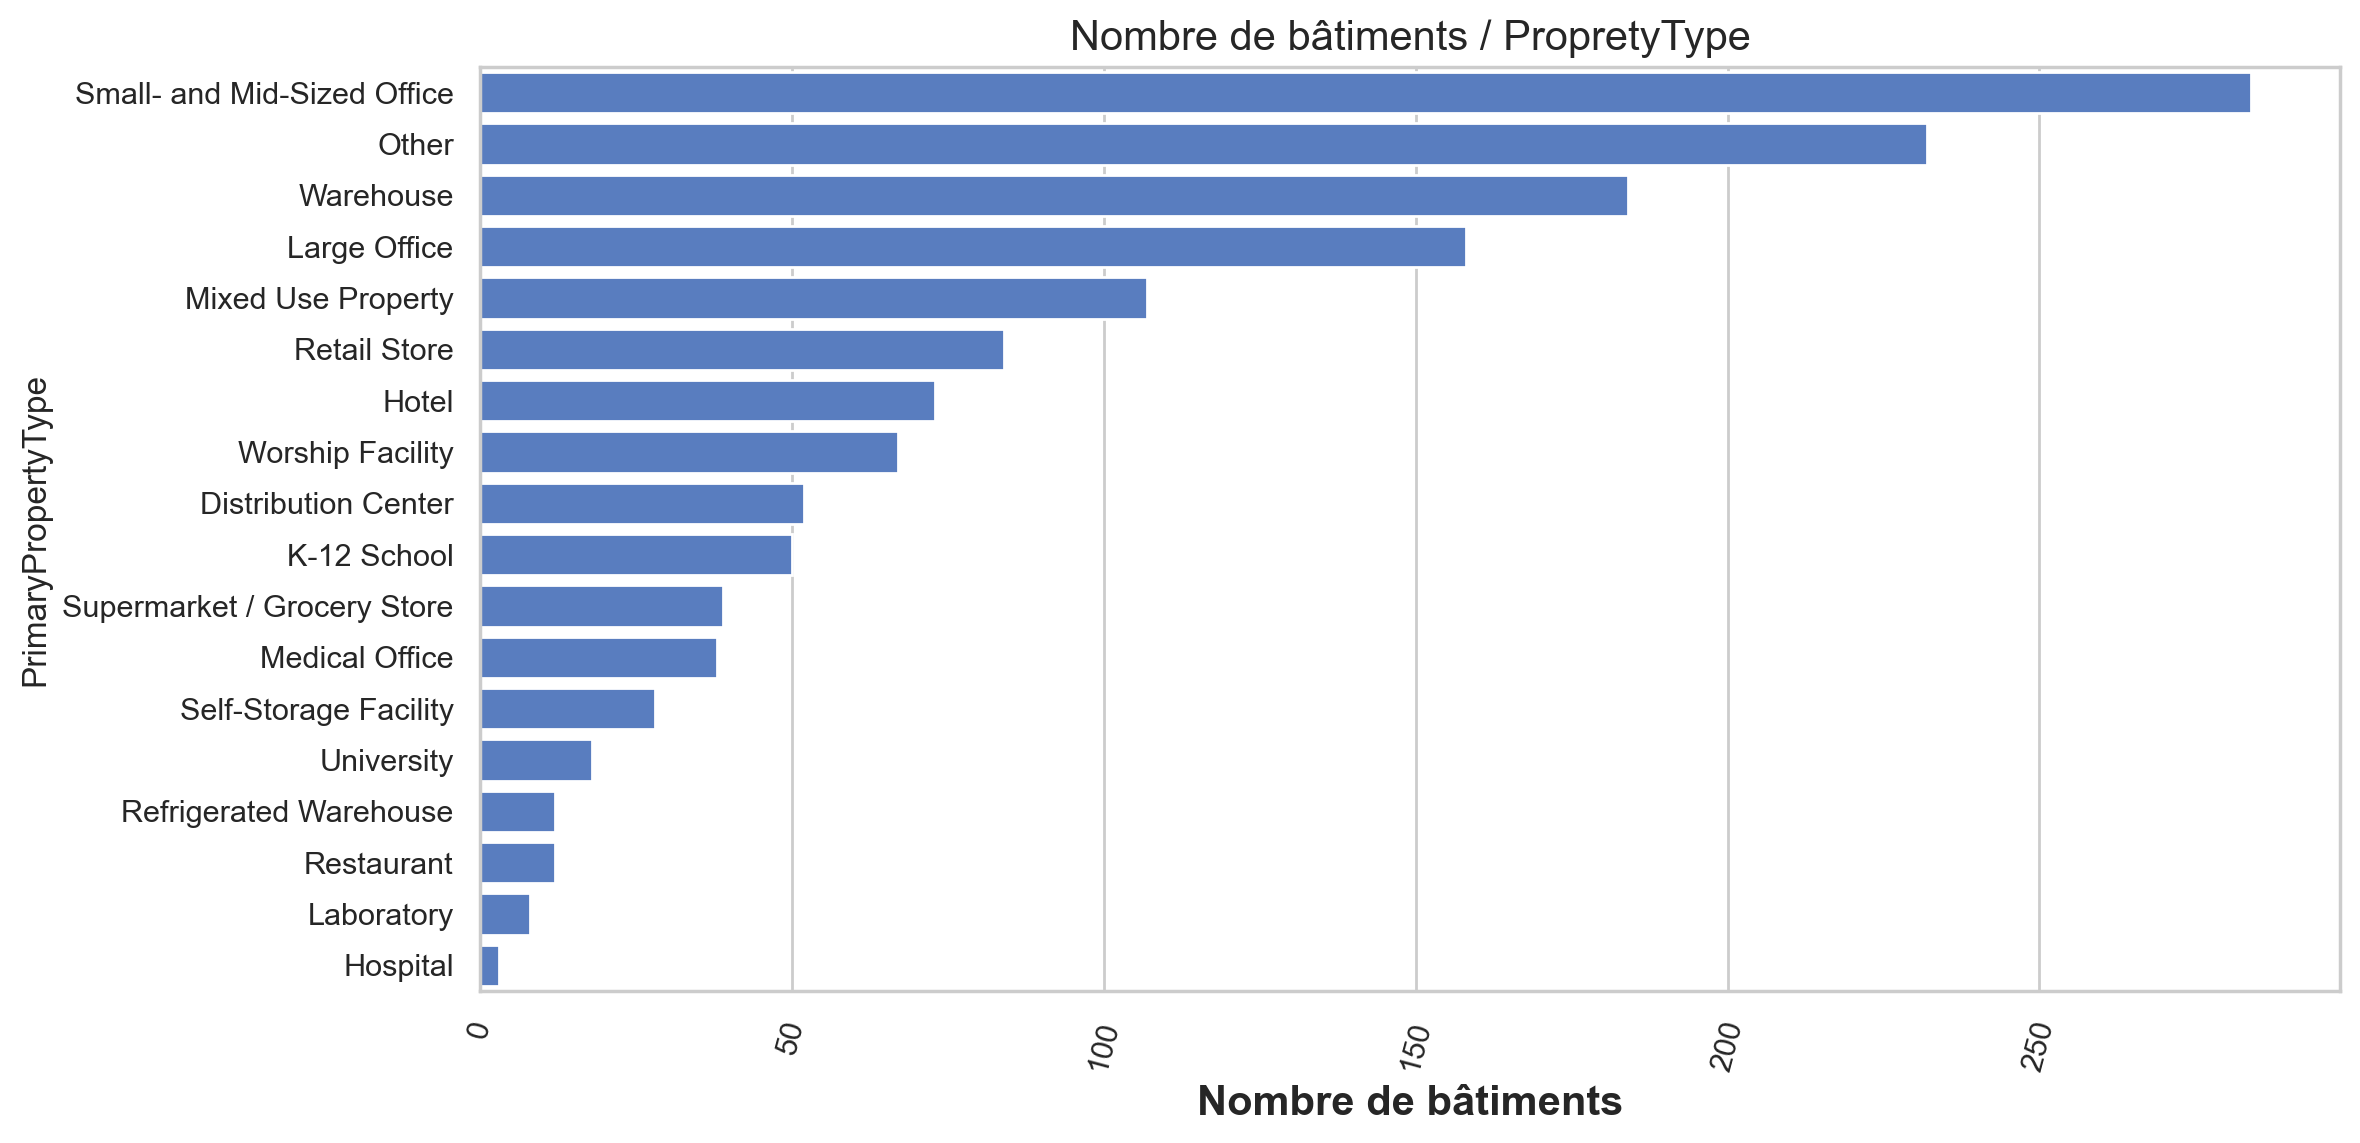 Nombre de bâtiments / PropretyType
PrimaryPropertyType
Small- and Mid-Sized Office
Other
Warehouse
Large Office
Mixed Use Property
Retail Store
Hotel
Worship Facility
Distribution Center
K-12 School
Supermarket / Grocery Store
Medical Office
Self-Storage Facility
University
Refrigerated Warehouse
Restaurant
Laboratory
Hospital
0 50 100 150 200 250
Nombre de bâtiments